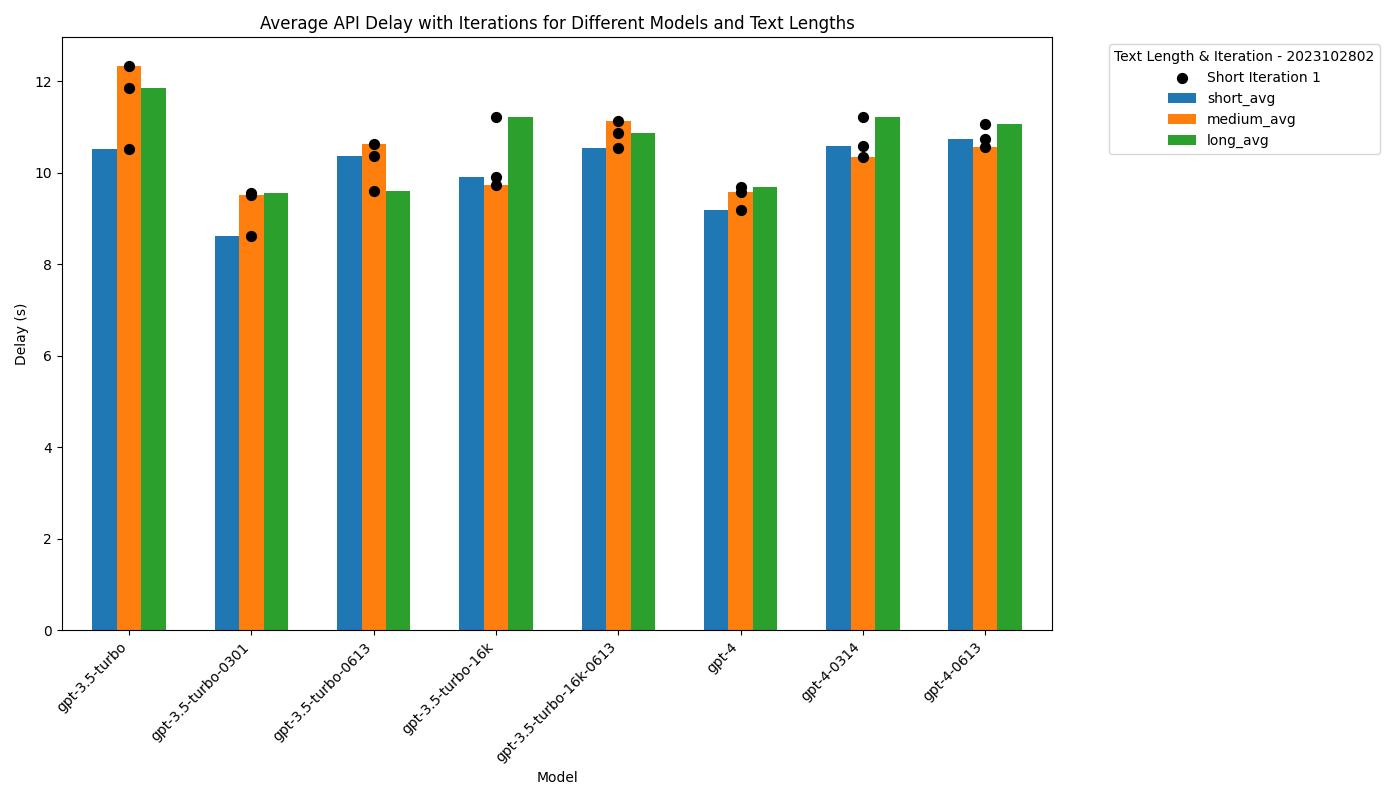 Average API Delay with Iterations for Different Models and Text Lengths
Text Length & Iteration - 2023102802
Short Iteration 1
short_avg
medium_avg
long_avg
Delay (s)
12
10
8
6
4
2
0
gpt-3.5-turbo
gpt-3.5-turbo-0301
gpt-3.5-turbo-0613
gpt-3.5-turbo-16k
gpt-3.5-turbo-16k-0613
gpt-4
gpt-4-0314
gpt-4-0613
Model